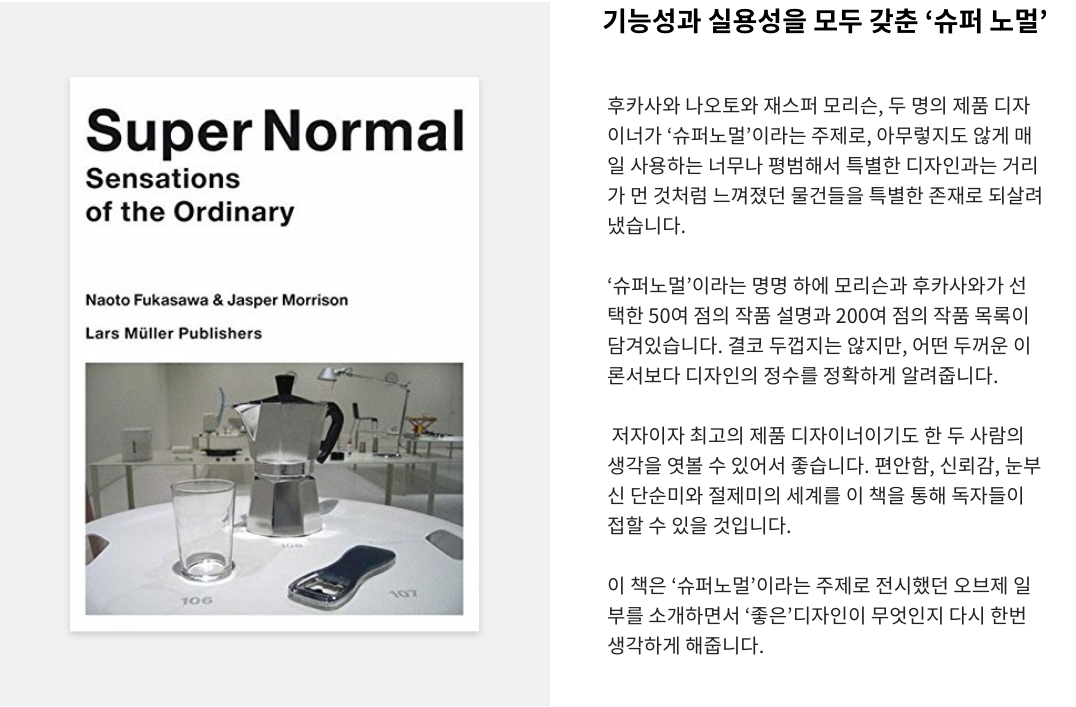 Super Normal
Sensations
of the Ordinary
Naoto Fukasawa & Jasper Morrison
Lars Müller Publishers
106
106
107
기능성과 실용성을 모두 갖춘 ‘슈퍼 노멀’
후카사와 나오토와 재스퍼 모리슨, 두 명의 제품 디자
이너가 ‘슈퍼노멀’이라는 주제로, 아무렇지도 않게 매
일 사용하는 너무나 평범해서 특별한 디자인과는 거리
가 먼 것처럼 느껴졌던 물건들을 특별한 존재로 되살려
냈습니다.
‘슈퍼노멀’이라는 명명 하에 모리슨과 후카사와가 선
택한 50여 점의 작품 설명과 200여 점의 작품 목록이
담겨있습니다. 결코 두껍지는 않지만, 어떤 두꺼운 이
론서보다 디자인의 정수를 정확하게 알려줍니다.
저자이자 최고의 제품 디자이너이기도 한 두 사람의
생각을 엿볼 수 있어서 좋습니다. 편안함, 신뢰감, 눈부
신 단순미와 절제미의 세계를 이 책을 통해 독자들이
접할 수 있을 것입니다.
이 책은 ‘슈퍼노멀’이라는 주제로 전시했던 오브제 일
부를 소개하면서 ‘좋은’디자인이 무엇인지 다시 한번
생각하게 해줍니다.